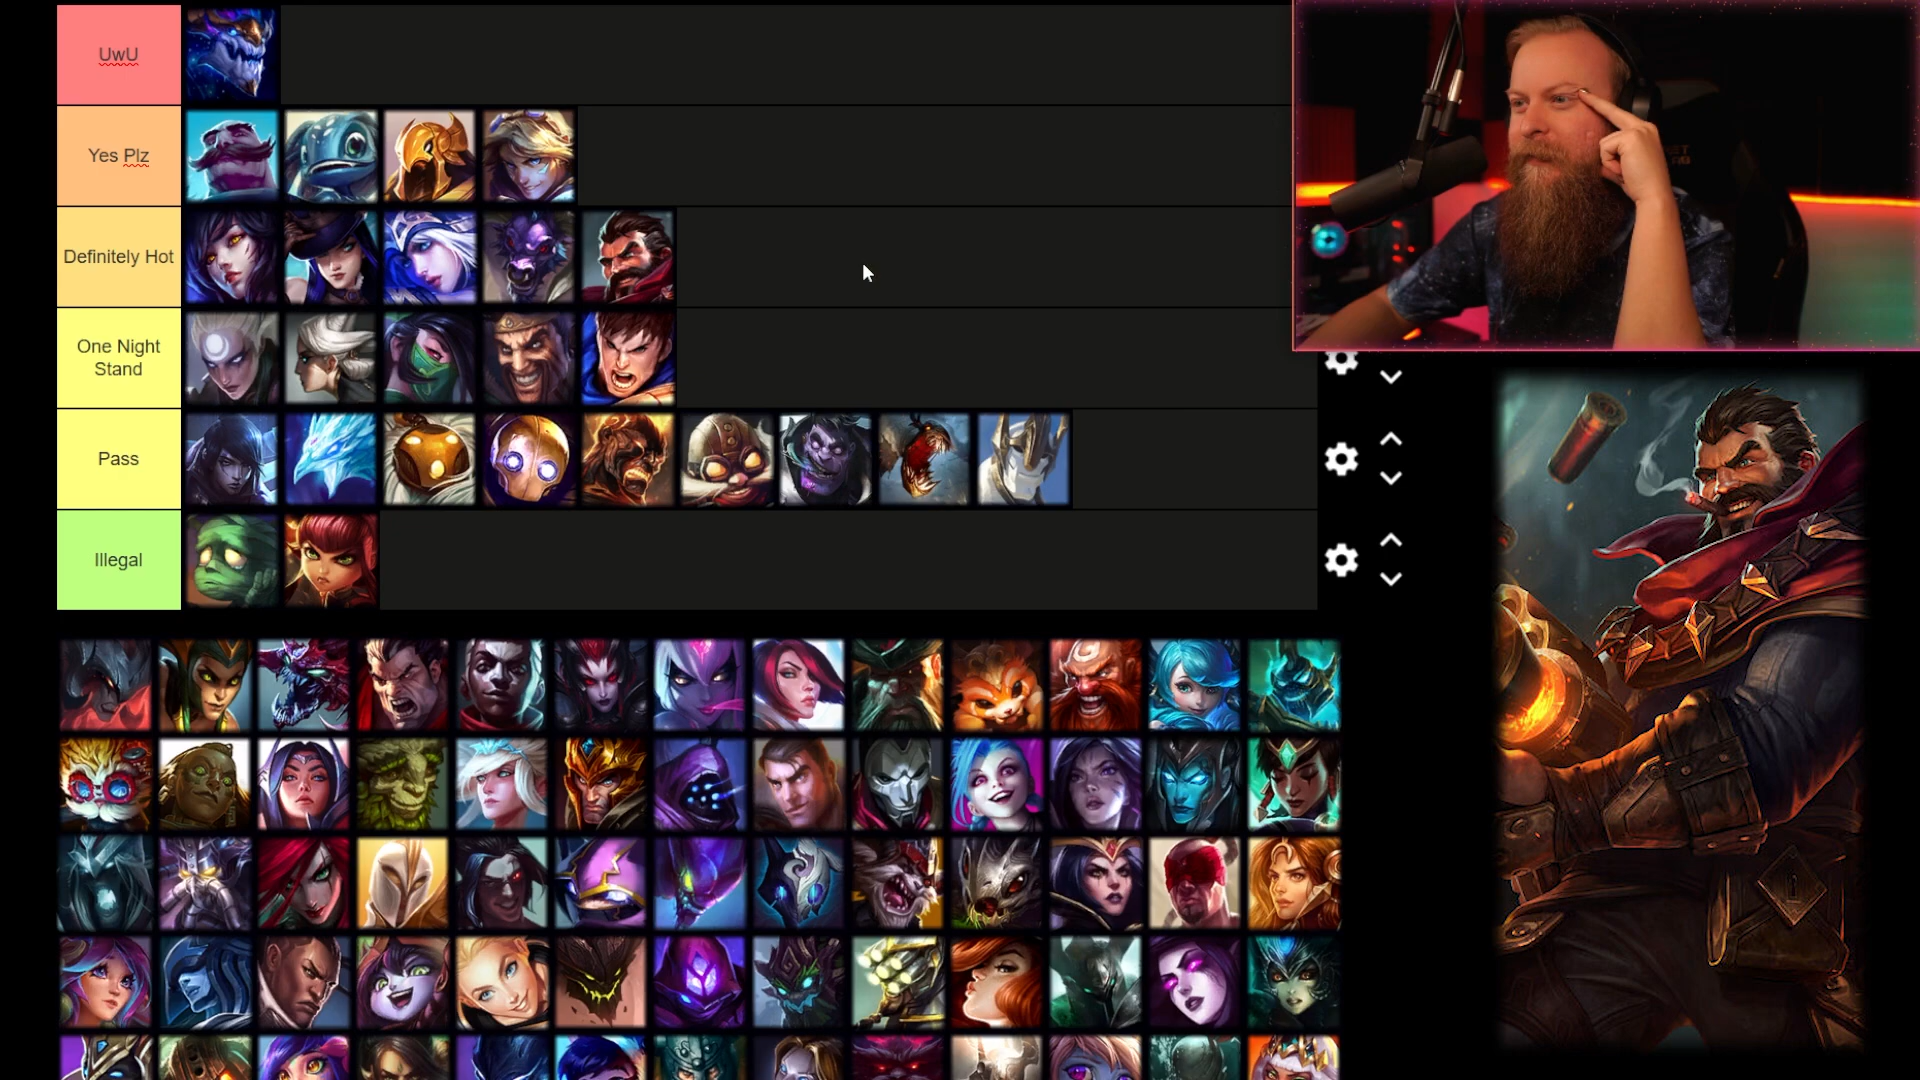 UwU
Yes Plz
Definitely Hot
One Night
Stand
Pass
Illegal